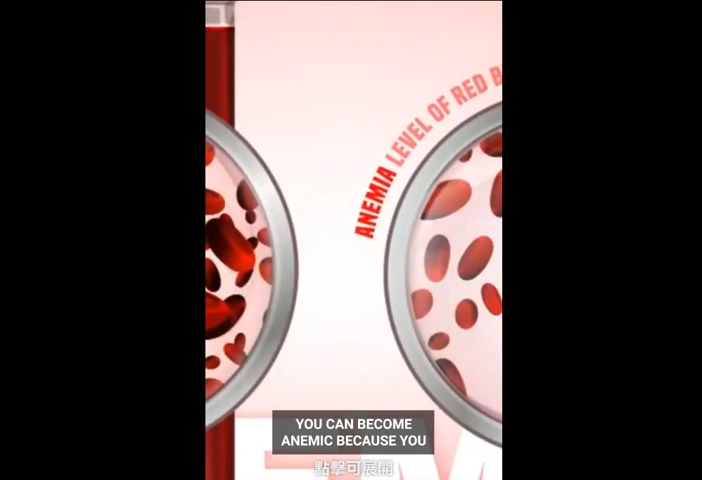 ANEMIA LEVEL OF RED
YOU CAN BECOME
ANEMIC BECAUSE YOU
點擊可展開